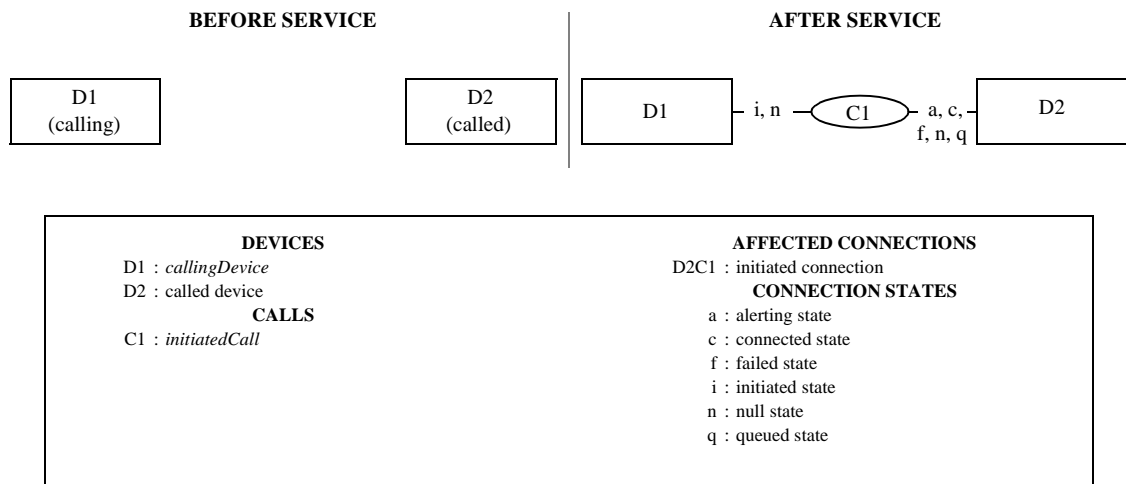 BEFORE SERVICE
AFTER SERVICE
D1
(calling)
D2
(called)
D1
i, n
C1
a, c,
f, n, q
D2
DEVICES
D1 : callingDevice
D2 : called device
CALLS
C1 : initiatedCall
AFFECTED CONNECTIONS
D2C1 : initiated connection
CONNECTION STATES
a : alerting state
c : connected state
f : failed state
i : initiated state
n : null state
q : queued state